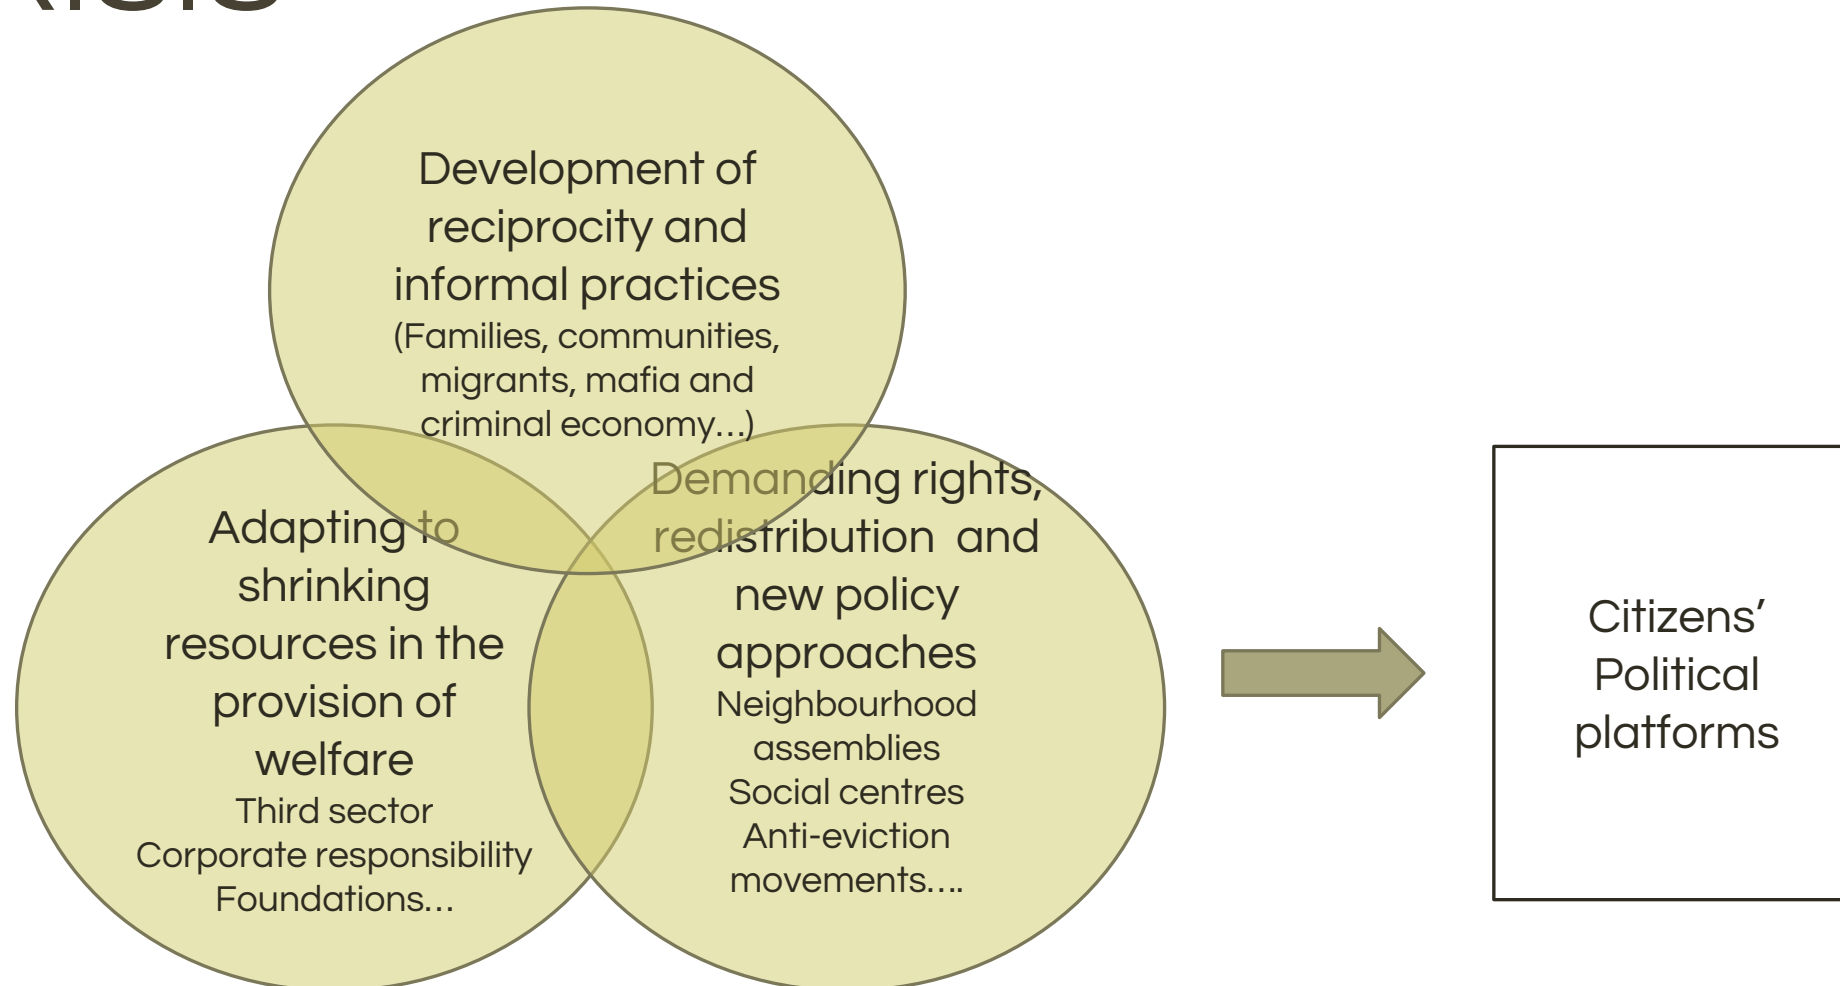 Development of
reciprocity and
informal practices
(Families, communities,
migrants, mafia and
criminal economy…)
Adapting to
shrinking
resources in the
provision of
welfare
Third sector
Corporate responsibility
Foundations…
Demanding rights,
redistribution and
new policy
approaches
Neighbourhood
assemblies
Social centres
Anti-eviction
movements….
Citizens’
Political
platforms